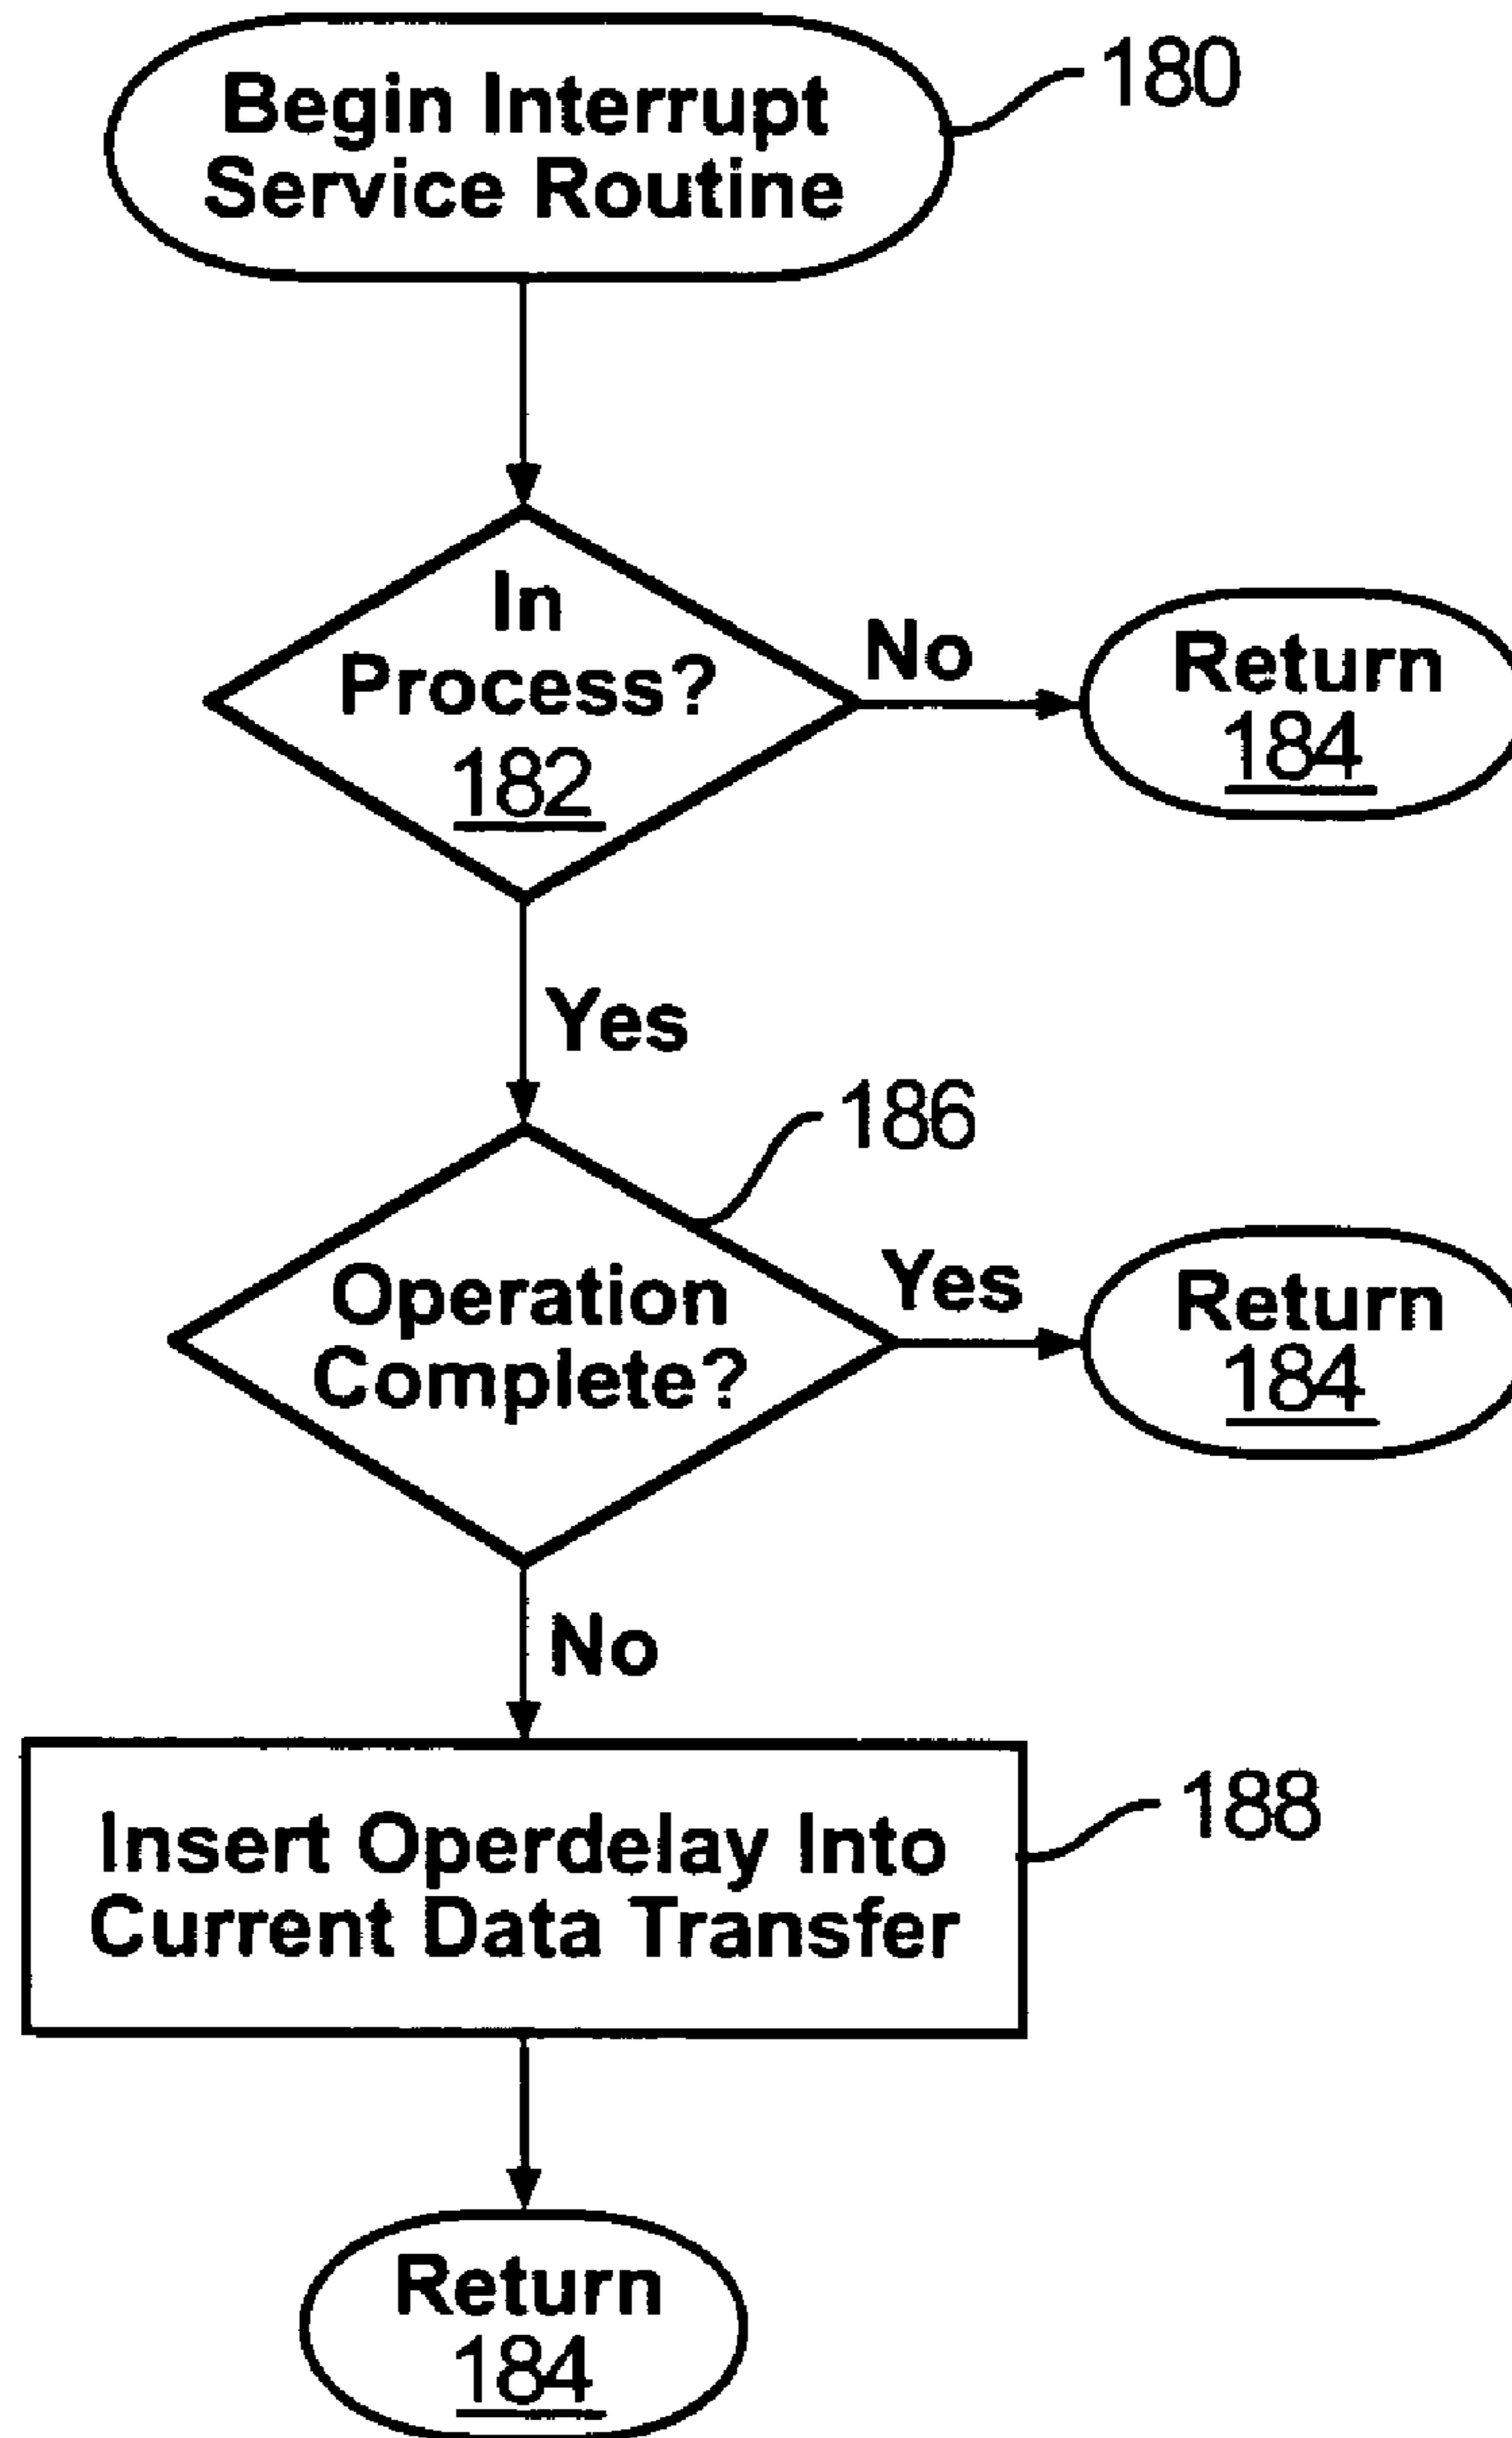 Begin Interrupt
Service Routine
180
In
Process?
182
No
Return
184
Yes
186
Operation
Complete?
Yes
Return
184
No
Insert Operdelay Into
Current Data Transfer
188
Return
184